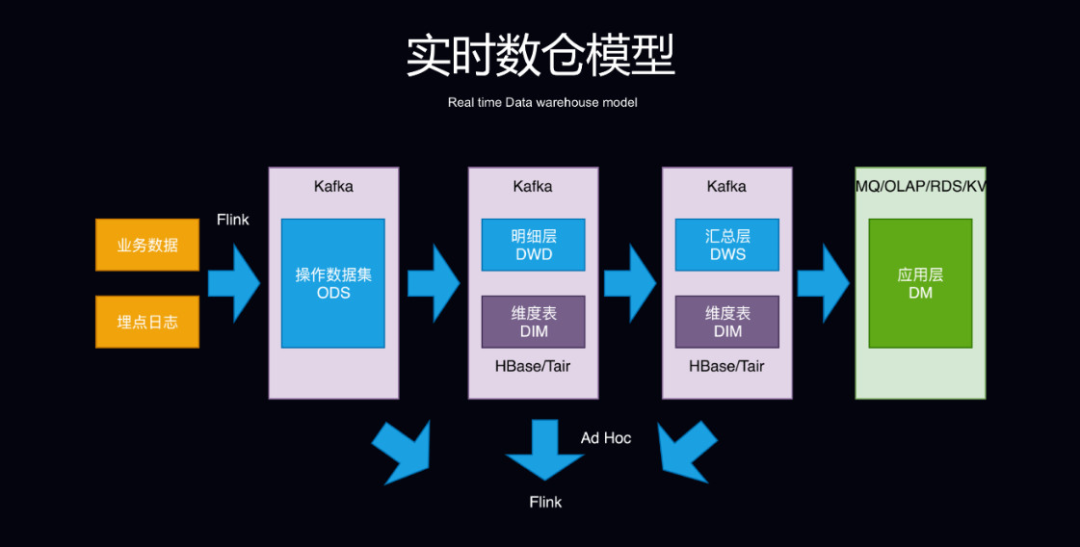 实时数仓模型
Real time Data warehouse model
Flink
业务数据
埋点日志
Kafka
操作数据集
ODS
Kafka
明细层
DWD
维度表
DIM
HBase/Tair
Kafka
汇总层
DWS
维度表
DIM
HBase/Tair
MQ/OLAP/RDS/KV
应用层
DM
Ad Hoc
Flink